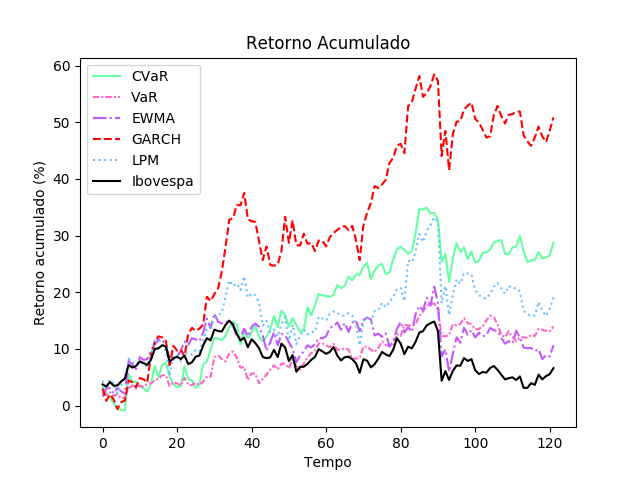 Retorno Acumulado
CVaR
VaR
EWMA
GARCH
LPM
Ibovespa
Retorno acumulado (%)
60
50
40
30
20
10
0
0 20 40 60 80 100 120
Tempo